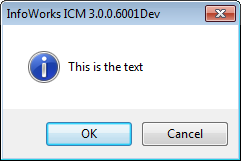 InfoWorks ICM 3.0.0.6001Dev
This is the text
OK
Cancel